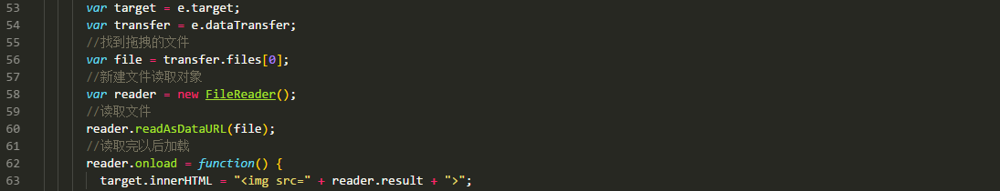 53 var target = e.target;
54 var transfer = e.dataTransfer;
55 //找到拖拽的文件
56 var file = transfer.files[0];
57 //新建文件读取对象
58 var reader = new FileReader();
59 //读取文件
60 reader.readAsDataURL(file);
61 //读取完以后加载
62 reader.onload = function() {
63 target.innerHTML = "<img src=" + reader.result + ">";